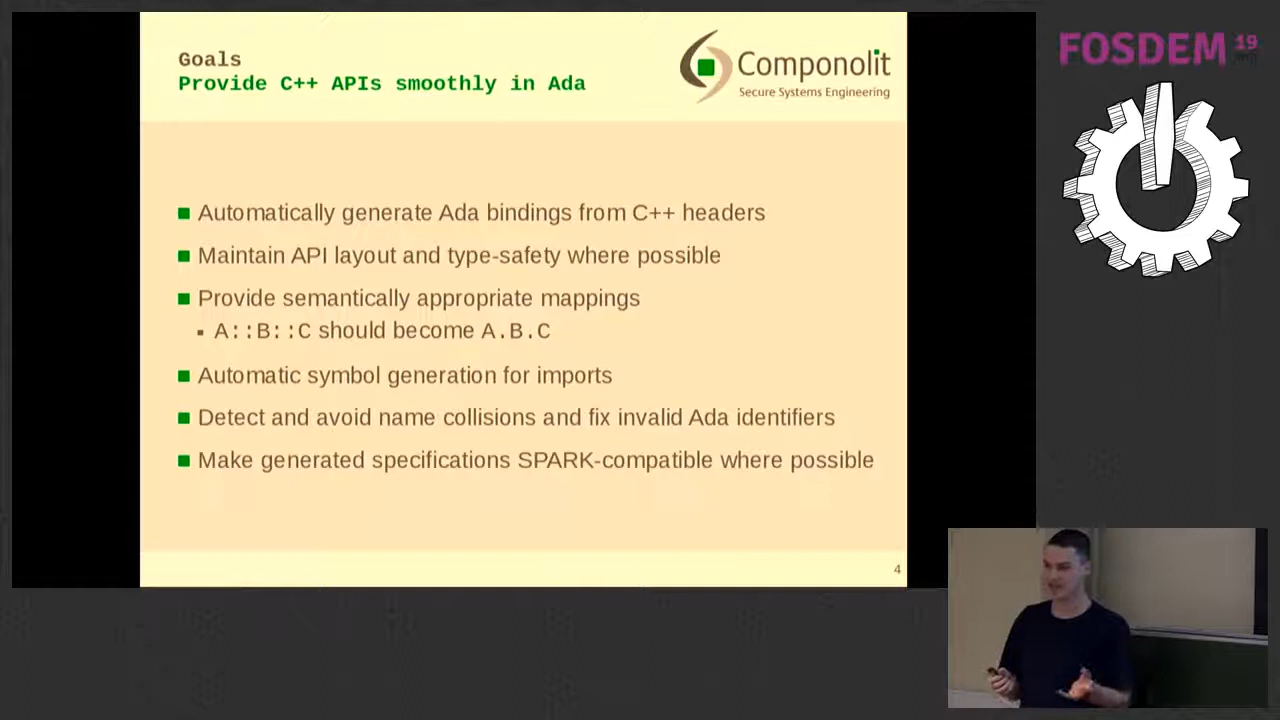 Goals
Provide C++ APIs smoothly in Ada
Componolit
Secure Systems Engineering
Automatically generate Ada bindings from C++ headers
Maintain API layout and type-safety where possible
Provide semantically appropriate mappings
A::B::C should become A.B.C
Automatic symbol generation for imports
Detect and avoid name collisions and fix invalid Ada identifiers
Make generated specifications SPARK-compatible where possible
4
FOSDEM 19